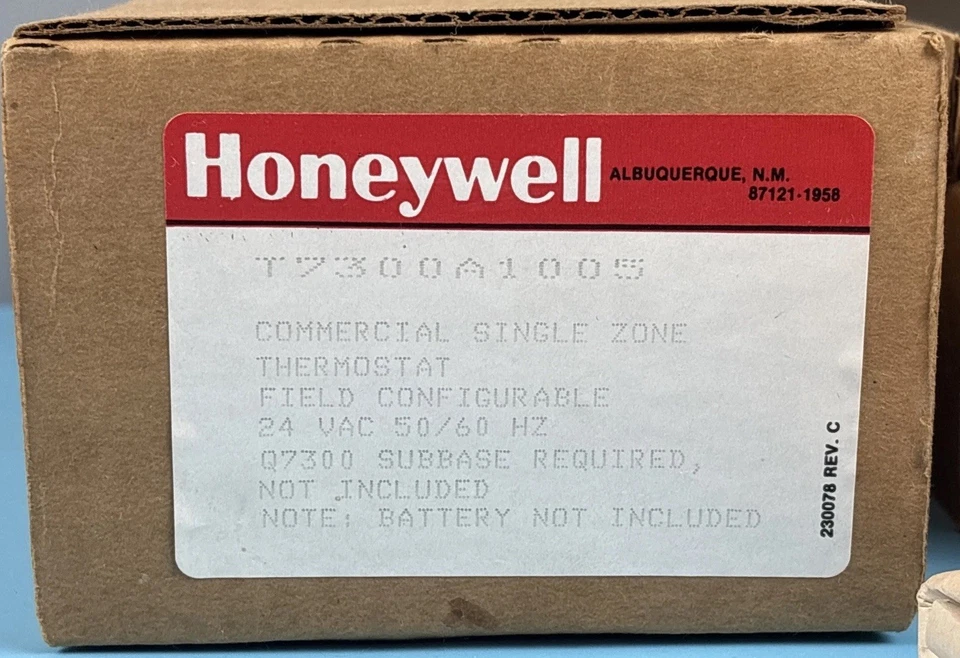 Honeywell
ALBUQUERQUE, N.M.
87121-1958
T7300A1005
COMMERCIAL SINGLE ZONE
THERMOSTAT
FIELD CONFIGURABLE
24 VAC 50/60 HZ
Q7300 SUBBASE REQUIRED,
NOT INCLUDED
NOTE: BATTERY NOT INCLUDED
230078 REV. C